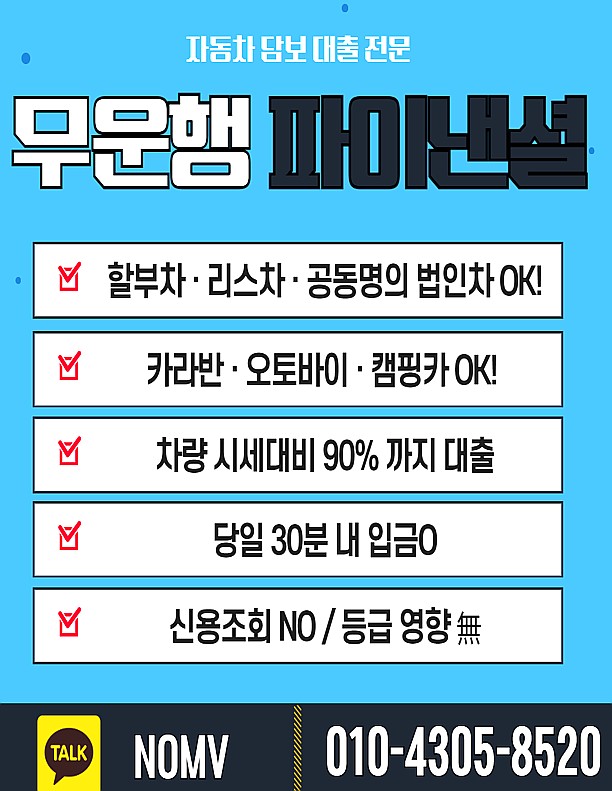 자동차 담보 대출 전문
무운행 파이낸셜
할부차 · 리스차 · 공동명의 법인차 OK!
카라반 · 오토바이 · 캠핑카 OK!
차량 시세대비 90% 까지 대출
당일 30분 내 입금O
신용조회 NO / 등급 영향 無
TALK NOMV 010-4305-8520